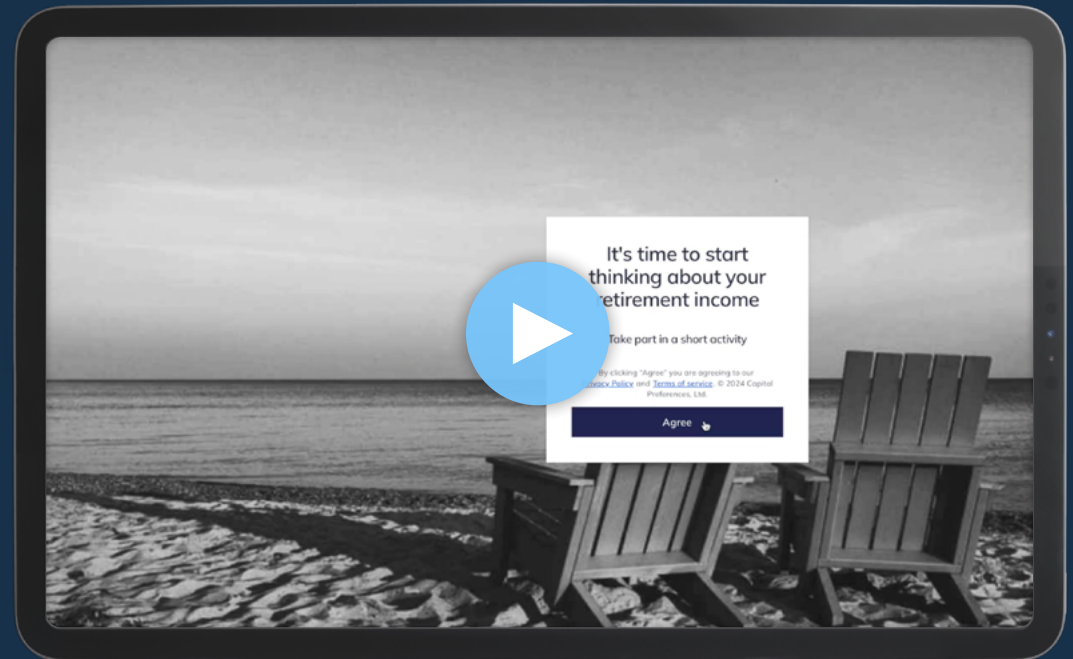 It's time to start
thinking about your
retirement income
Take part in a short activity
By clicking "Agree" you are agreeing to our
Privacy Policy and Terms of service. © 2024 Capital
Preferences, Ltd.
Agree